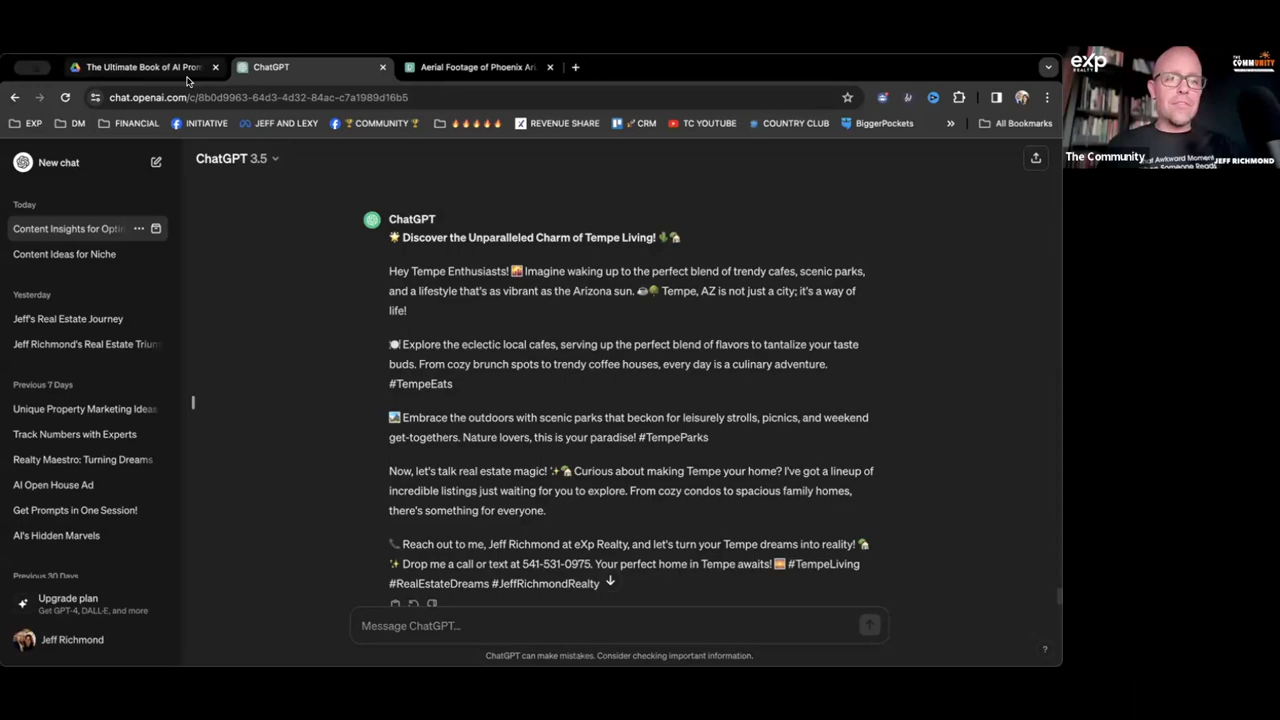 The Ultimate Book of AI Prom
ChatGPT
Aerial Footage of Phoenix Ari
chat.openai.com/c/8b0d9963-64d3-4d32-84ac-c7a1989d16b5
EXP DM FINANCIAL INITIATIVE JEFF AND LEXY 🏆 COMMUNITY 🏆 🔥🔥🔥🔥🔥 REVENUE SHARE 🚀 CRM TC YOUTUBE COUNTRY CLUB BiggerPockets » All Bookmarks
New chat
Today
Content Insights for Optin
Content Ideas for Niche
Yesterday
Jeff's Real Estate Journey
Jeff Richmond's Real Estate Trium
Previous 7 Days
Unique Property Marketing Ideas
Track Numbers with Experts
Realty Maestro: Turning Dreams
AI Open House Ad
Get Prompts in One Session!
AI's Hidden Marvels
Previous 30 Days
Upgrade plan
Get GPT-4, DALL·E, and more
Jeff Richmond
ChatGPT 3.5
ChatGPT
🌟 Discover the Unparalleled Charm of Tempe Living! 🌵🏡
Hey Tempe Enthusiasts! 🌇 Imagine waking up to the perfect blend of trendy cafes, scenic parks,
and a lifestyle that's as vibrant as the Arizona sun. ☕🌳 Tempe, AZ is not just a city; it's a way of
life!
🍽️ Explore the eclectic local cafes, serving up the perfect blend of flavors to tantalize your taste
buds. From cozy brunch spots to trendy coffee houses, every day is a culinary adventure.
#TempeEats
🏞️ Embrace the outdoors with scenic parks that beckon for leisurely strolls, picnics, and weekend
get-togethers. Nature lovers, this is your paradise! #TempeParks
Now, let's talk real estate magic! ✨🏡 Curious about making Tempe your home? I've got a lineup of
incredible listings just waiting for you to explore. From cozy condos to spacious family homes,
there's something for everyone.
📞 Reach out to me, Jeff Richmond at eXp Realty, and let's turn your Tempe dreams into reality! 🏡
✨ Drop me a call or text at 541-531-0975. Your perfect home in Tempe awaits! 🌅 #TempeLiving
#RealEstateDreams #JeffRichmondRealty
Message ChatGPT...
ChatGPT can make mistakes. Consider checking important information.
?
exp
REALTY
THE
COMMUNITY
The Community
Awkward Moment
Someone Reads
JEFF RICHMOND